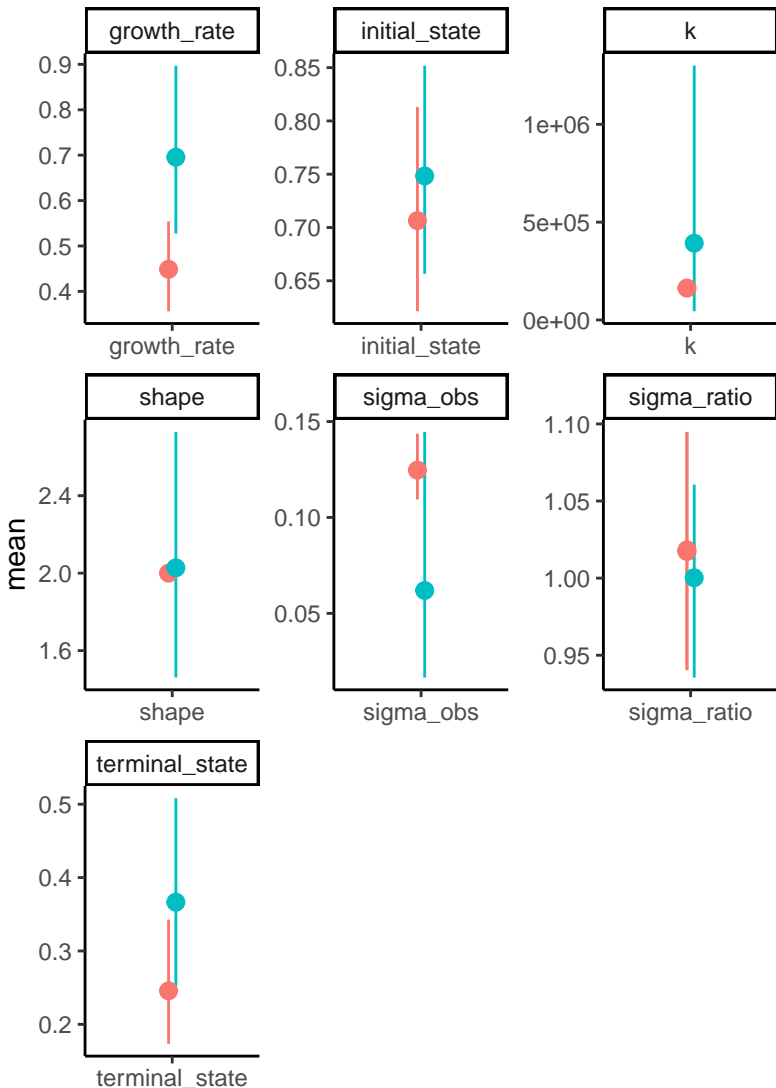 growth_rate
initial_state
k
0.9
0.8
0.7
0.6
0.5
0.4
growth_rate
0.85
0.80
0.75
0.70
0.65
initial_state
1e+06
5e+05
0e+00
k
shape
sigma_obs
sigma_ratio
2.4
2.0
1.6
shape
0.15
0.10
0.05
sigma_obs
1.10
1.05
1.00
0.95
sigma_ratio
mean
terminal_state
0.5
0.4
0.3
0.2
terminal_state